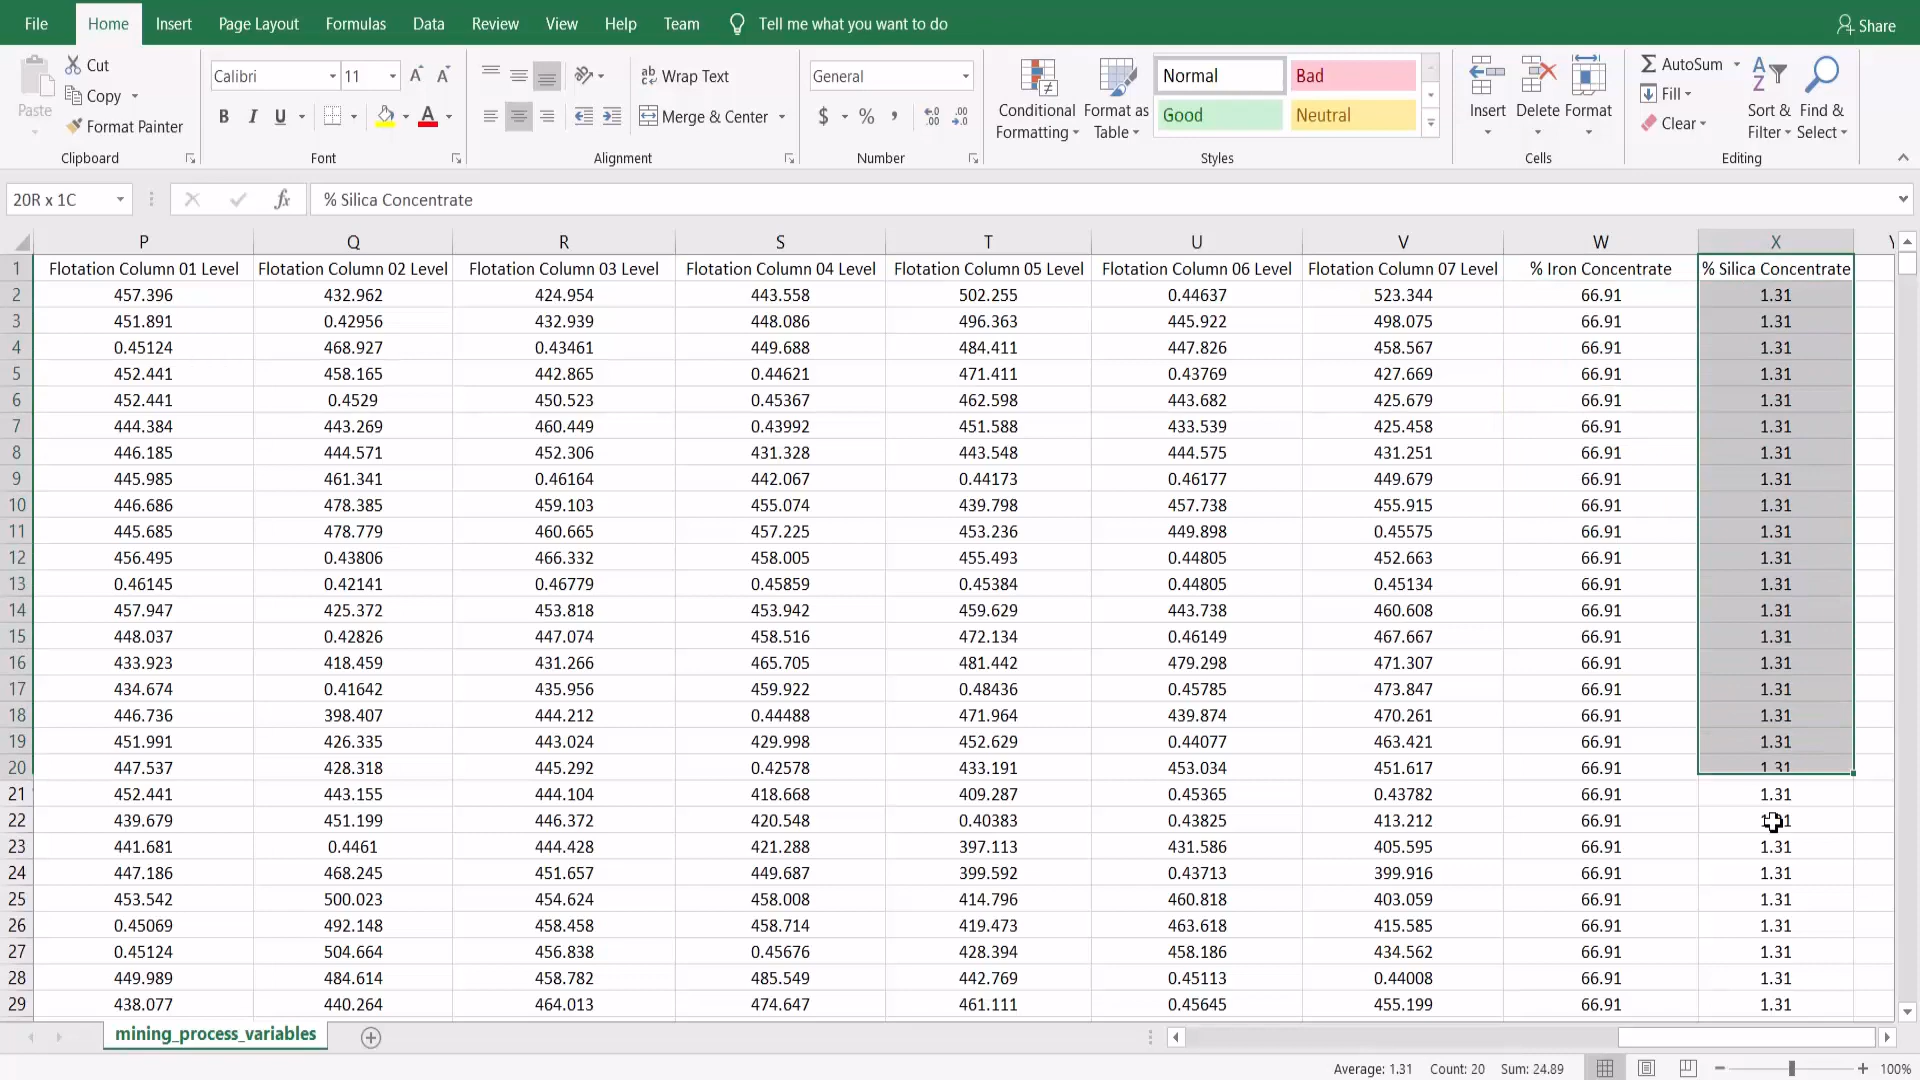 File Home Insert Page Layout Formulas Data Review View Help Team Tell me what you want to do Share
Paste Cut Copy Format Painter Clipboard
Calibri 11 A A B I U A Font
ab Wrap Text Merge & Center Alignment
General $ % , Number
Conditional Formatting Format as Table Normal Bad Good Neutral Styles
Insert Delete Format Cells
AutoSum Fill Clear Sort & Filter Find & Select Editing
20R x 1C fx % Silica Concentrate
P Q R S T U V W X
1 Flotation Column 01 Level Flotation Column 02 Level Flotation Column 03 Level Flotation Column 04 Level Flotation Column 05 Level Flotation Column 06 Level Flotation Column 07 Level % Iron Concentrate % Silica Concentrate
2 457.396 432.962 424.954 443.558 502.255 0.44637 523.344 66.91 1.31
3 451.891 0.42956 432.939 448.086 496.363 445.922 498.075 66.91 1.31
4 0.45124 468.927 0.43461 449.688 484.411 447.826 458.567 66.91 1.31
5 452.441 458.165 442.865 0.44621 471.411 0.43769 427.669 66.91 1.31
6 452.441 0.4529 450.523 0.45367 462.598 443.682 425.679 66.91 1.31
7 444.384 443.269 460.449 0.43992 451.588 433.539 425.458 66.91 1.31
8 446.185 444.571 452.306 431.328 443.548 444.575 431.251 66.91 1.31
9 445.985 461.341 0.46164 442.067 0.44173 0.46177 449.679 66.91 1.31
10 446.686 478.385 459.103 455.074 439.798 457.738 455.915 66.91 1.31
11 445.685 478.779 460.665 457.225 453.236 449.898 0.45575 66.91 1.31
12 456.495 0.43806 466.332 458.005 455.493 0.44805 452.663 66.91 1.31
13 0.46145 0.42141 0.46779 0.45859 0.45384 0.44805 0.45134 66.91 1.31
14 457.947 425.372 453.818 453.942 459.629 443.738 460.608 66.91 1.31
15 448.037 0.42826 447.074 458.516 472.134 0.46149 467.667 66.91 1.31
16 433.923 418.459 431.266 465.705 481.442 479.298 471.307 66.91 1.31
17 434.674 0.41642 435.956 459.922 0.48436 0.45785 473.847 66.91 1.31
18 446.736 398.407 444.212 0.44488 471.964 439.874 470.261 66.91 1.31
19 451.991 426.335 443.024 429.998 452.629 0.44077 463.421 66.91 1.31
20 447.537 428.318 445.292 0.42578 433.191 453.034 451.617 66.91 1.31
21 452.441 443.155 444.104 418.668 409.287 0.45365 0.43782 66.91 1.31
22 439.679 451.199 446.372 420.548 0.40383 0.43825 413.212 66.91
23 441.681 0.4461 444.428 421.288 397.113 431.586 405.595 66.91 1.31
24 447.186 468.245 451.657 449.687 399.592 0.43713 399.916 66.91 1.31
25 453.542 500.023 454.624 458.008 414.796 460.818 403.059 66.91 1.31
26 0.45069 492.148 458.458 458.714 419.473 463.618 415.585 66.91 1.31
27 0.45124 504.664 456.838 0.45676 428.394 458.186 434.562 66.91 1.31
28 449.989 484.614 458.782 485.549 442.769 0.45113 0.44008 66.91 1.31
29 438.077 440.264 464.013 474.647 461.111 0.45645 455.199 66.91 1.31
mining_process_variables
Average: 1.31 Count: 20 Sum: 24.89 100%